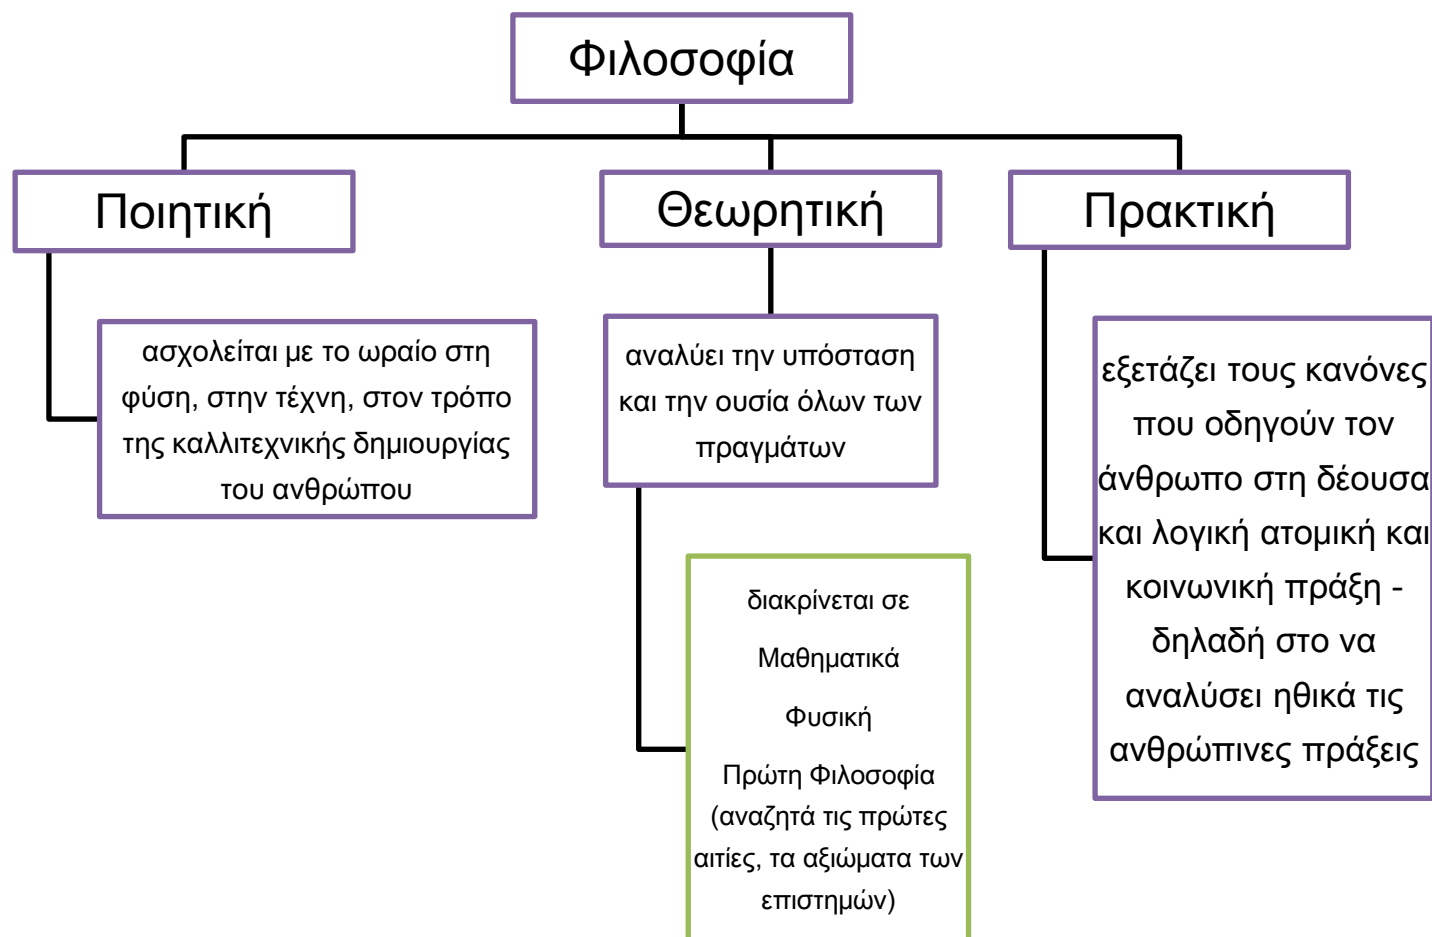 Φιλοσοφία
Ποιητική
ασχολείται με το ωραίο στη
φύση, στην τέχνη, στον τρόπο
της καλλιτεχνικής δημιουργίας
του ανθρώπου
Θεωρητική
αναλύει την υπόσταση
και την ουσία όλων των
πραγμάτων
διακρίνεται σε
Μαθηματικά
Φυσική
Πρώτη Φιλοσοφία
(αναζητά τις πρώτες
αιτίες, τα αξιώματα των
επιστημών)
Πρακτική
εξετάζει τους κανόνες
που οδηγούν τον
άνθρωπο στη δέουσα
και λογική ατομική και
κοινωνική πράξη -
δηλαδή στο να
αναλύσει ηθικά τις
ανθρώπινες πράξεις